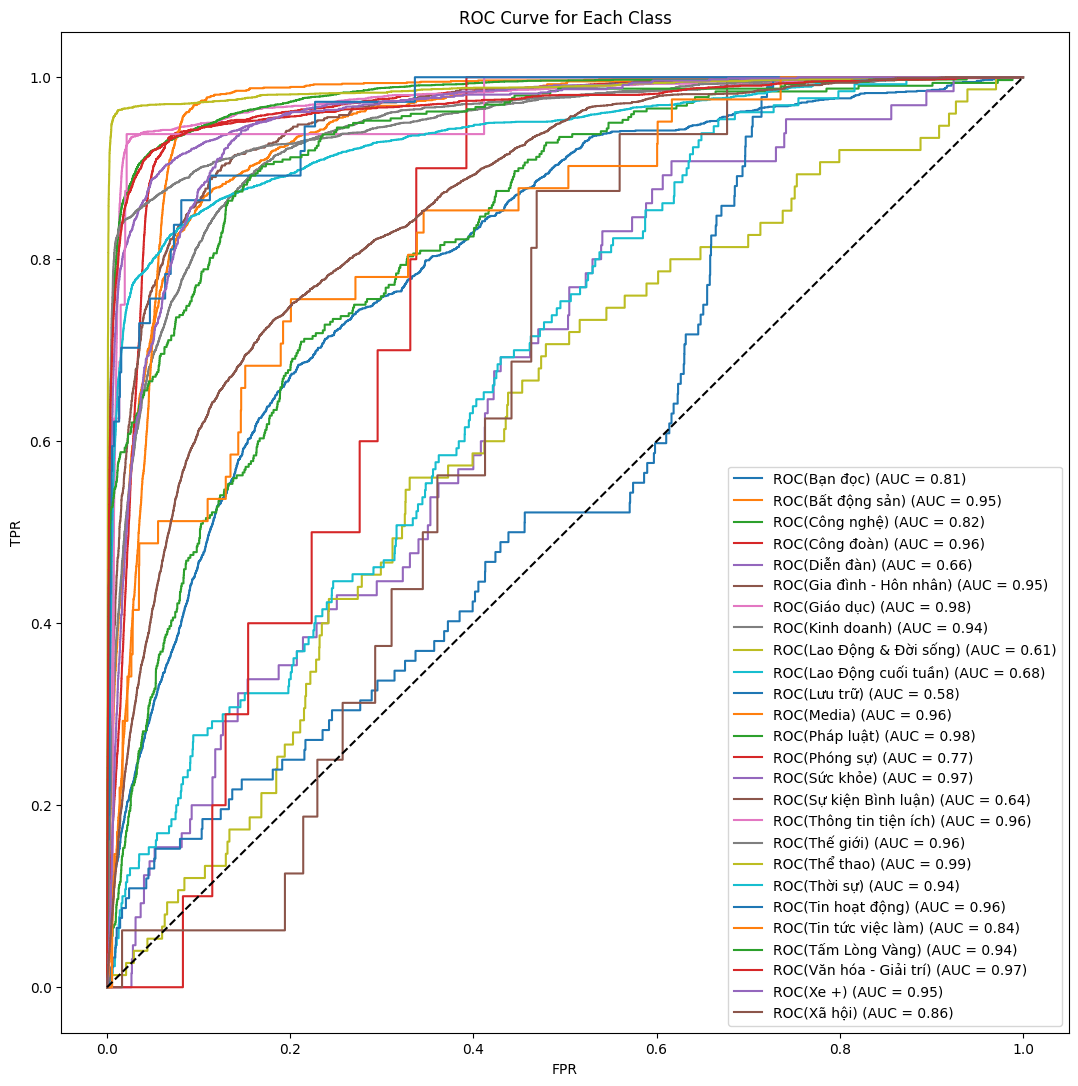 ROC Curve for Each Class
1.0
0.8
0.6
0.4
0.2
0.0
TPR
0.0
0.2
0.4
0.6
0.8
1.0
FPR
ROC(Bạn đọc) (AUC = 0.81)
ROC(Bất động sản) (AUC = 0.95)
ROC(Công nghệ) (AUC = 0.82)
ROC(Công đoàn) (AUC = 0.96)
ROC(Diễn đàn) (AUC = 0.66)
ROC(Gia đình - Hôn nhân) (AUC = 0.95)
ROC(Giáo dục) (AUC = 0.98)
ROC(Kinh doanh) (AUC = 0.94)
ROC(Lao Động & Đời sống) (AUC = 0.61)
ROC(Lao Động cuối tuần) (AUC = 0.68)
ROC(Lưu trữ) (AUC = 0.58)
ROC(Media) (AUC = 0.96)
ROC(Pháp luật) (AUC = 0.98)
ROC(Phóng sự) (AUC = 0.77)
ROC(Sức khỏe) (AUC = 0.97)
ROC(Sự kiện Bình luận) (AUC = 0.64)
ROC(Thông tin tiện ích) (AUC = 0.96)
ROC(Thế giới) (AUC = 0.96)
ROC(Thể thao) (AUC = 0.99)
ROC(Thời sự) (AUC = 0.94)
ROC(Tin hoạt động) (AUC = 0.96)
ROC(Tin tức việc làm) (AUC = 0.84)
ROC(Tấm Lòng Vàng) (AUC = 0.94)
ROC(Văn hóa - Giải trí) (AUC = 0.97)
ROC(Xe +) (AUC = 0.95)
ROC(Xã hội) (AUC = 0.86)